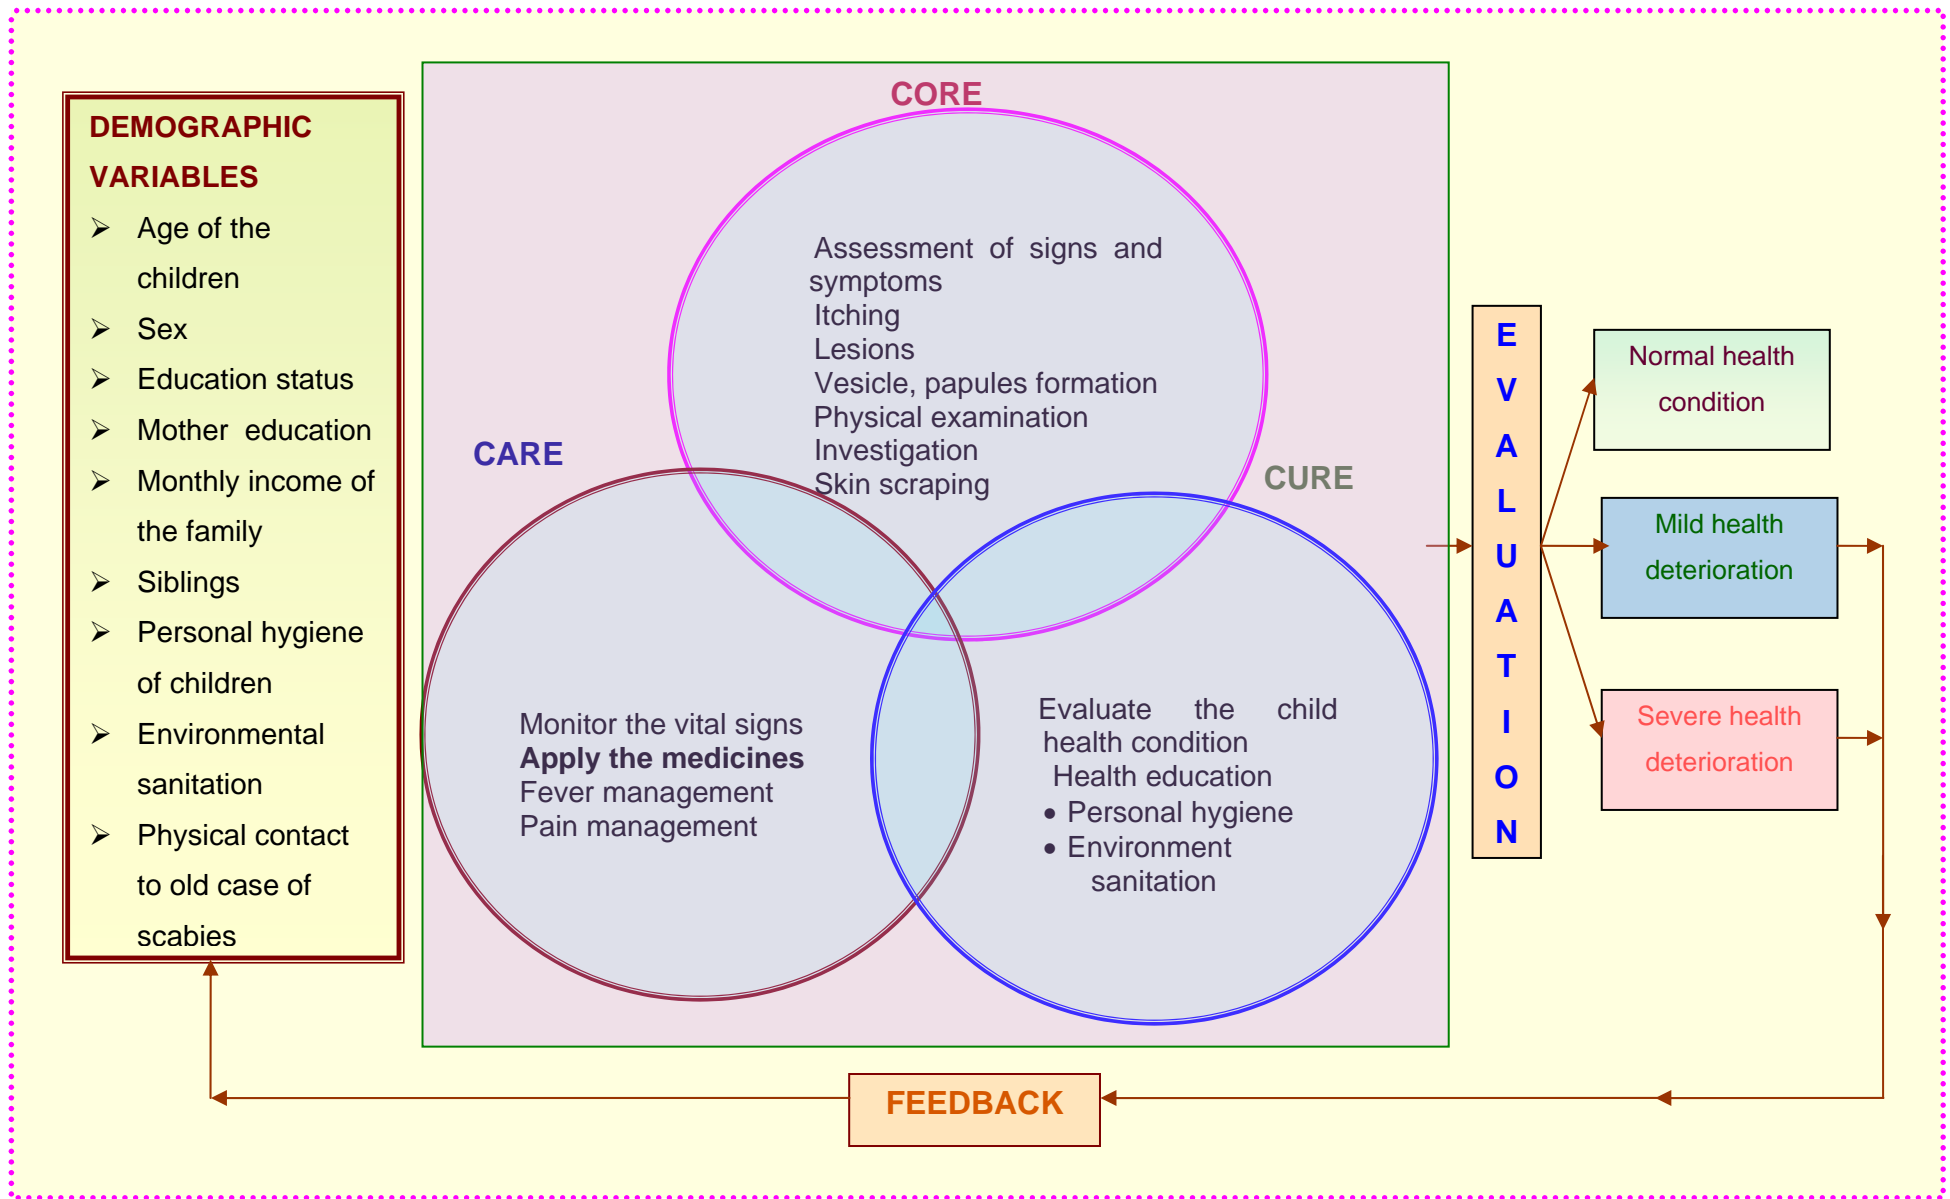 DEMOGRAPHIC
VARIABLES
➢ Age of the
children
➢ Sex
➢ Education status
➢ Mother education
➢ Monthly income of
the family
➢ Siblings
➢ Personal hygiene
of children
➢ Environmental
sanitation
➢ Physical contact
to old case of
scabies
CORE
Assessment of signs and
symptoms
Itching
Lesions
Vesicle, papules formation
Physical examination
Investigation
Skin scraping
CARE
Monitor the vital signs
Apply the medicines
Fever management
Pain management
CURE
Evaluate the child
health condition
Health education
• Personal hygiene
• Environment
sanitation
E
V
A
L
U
A
T
I
O
N
Normal health
condition
Mild health
deterioration
Severe health
deterioration
FEEDBACK